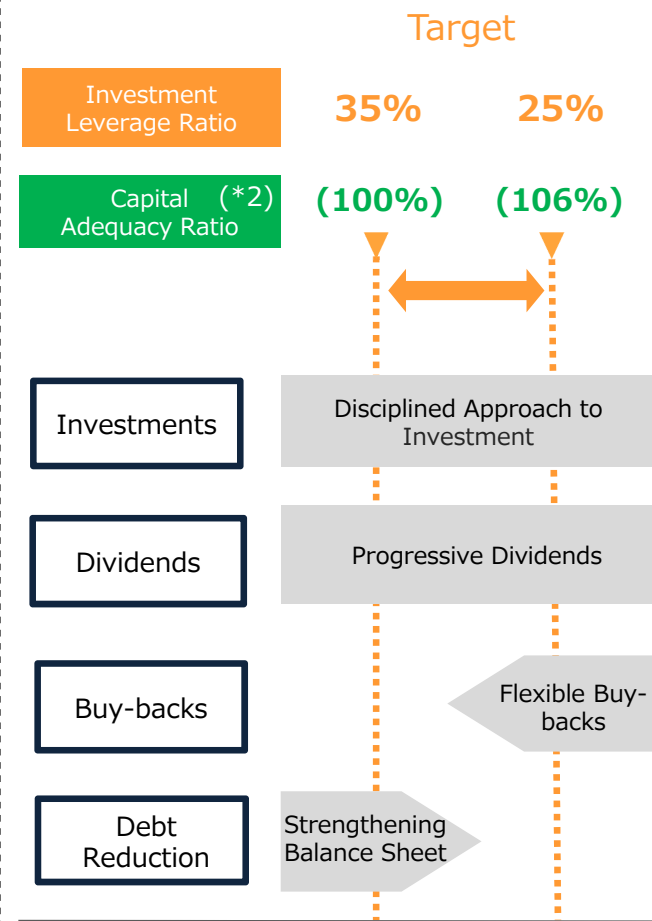 Target
Investment
Leverage Ratio
35%
25%
Capital (*2)
Adequacy Ratio
(100%)
(106%)
Investments
Disciplined Approach to
Investment
Dividends
Progressive Dividends
Buy-backs
Flexible Buy-
backs
Debt
Reduction
Strengthening
Balance Sheet